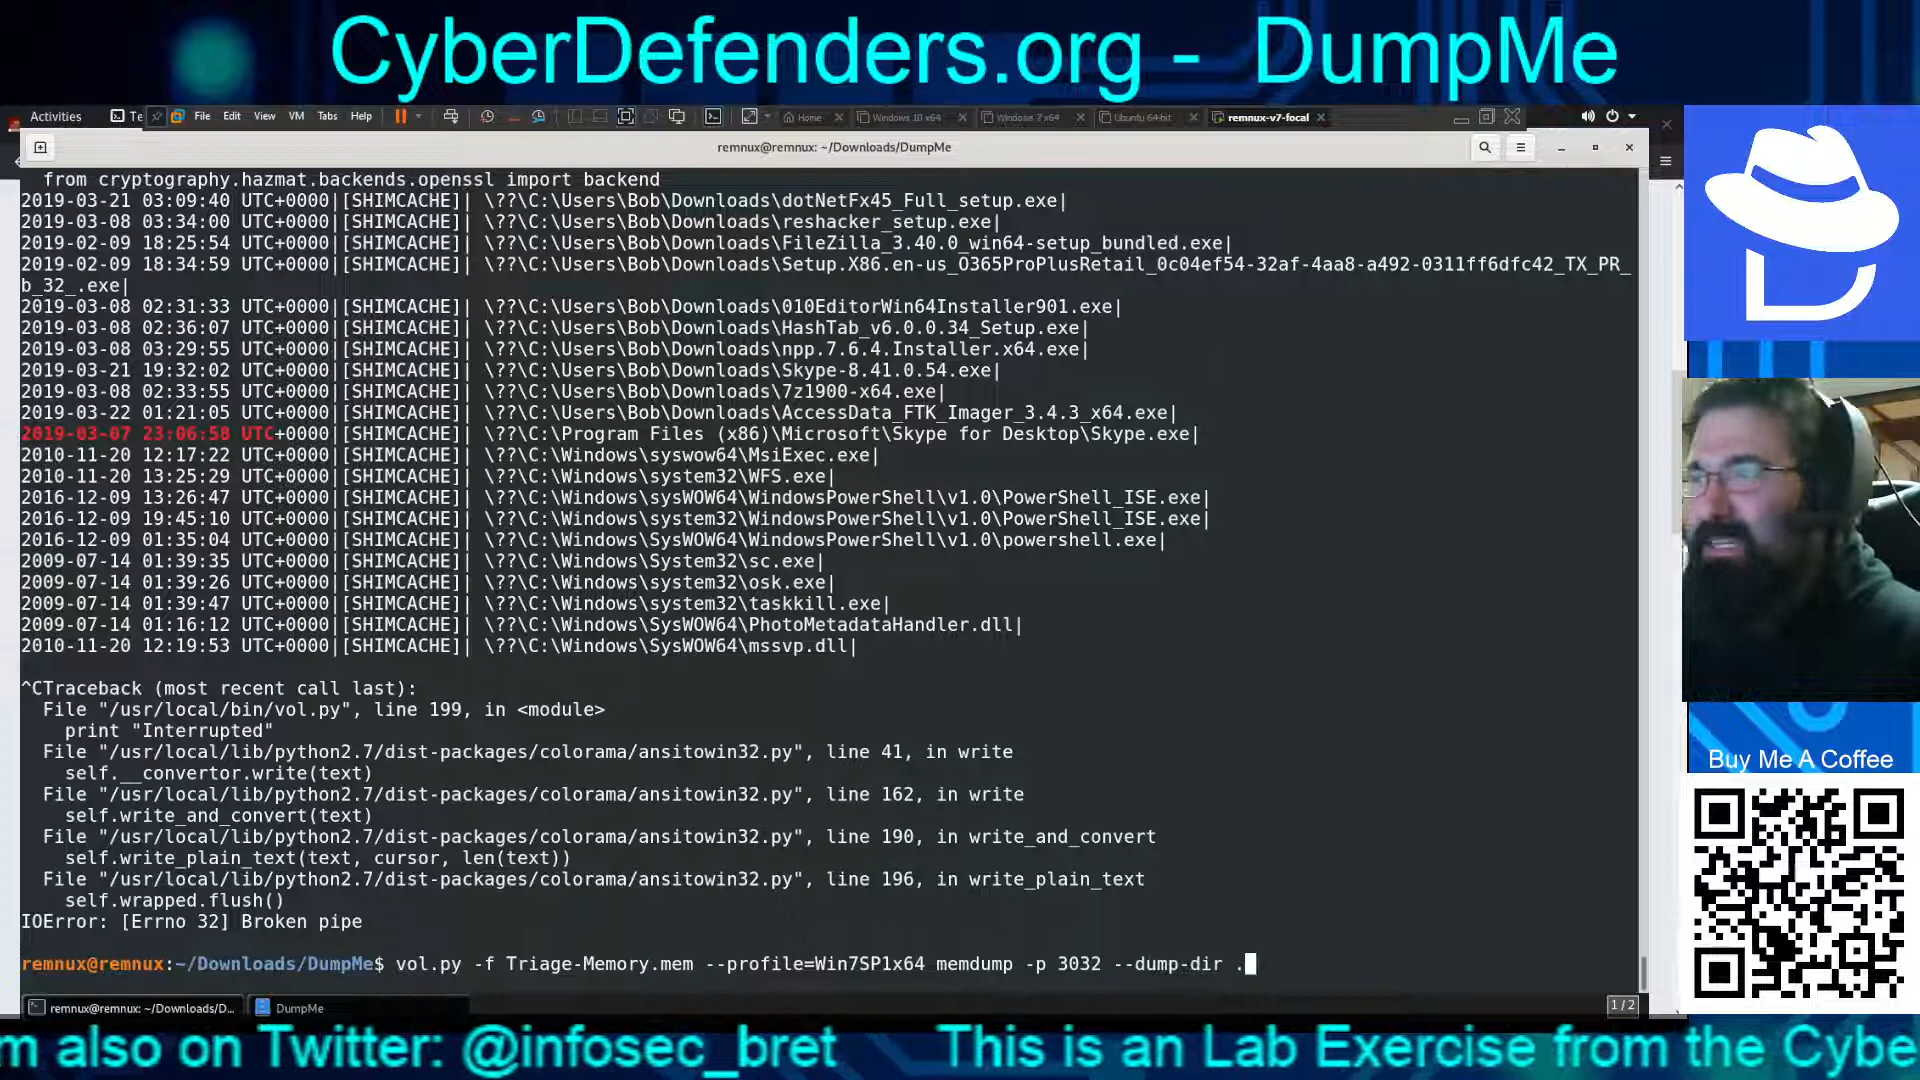 CyberDefenders.org - DumpMe
Activities
Te
File Edit View VM Tabs Help
Home
Windows 10 x64
Windows 7 x64
Ubuntu 64-bit
remnux-v7-focal
remnux@remnux: ~/Downloads/DumpMe
from cryptography.hazmat.backends.openssl import backend
2019-03-21 03:09:40 UTC+0000|[SHIMCACHE]| \??\C:\Users\Bob\Downloads\dotNetFx45_Full_setup.exe|
2019-03-08 03:34:00 UTC+0000|[SHIMCACHE]| \??\C:\Users\Bob\Downloads\reshacker_setup.exe|
2019-02-09 18:25:54 UTC+0000|[SHIMCACHE]| \??\C:\Users\Bob\Downloads\FileZilla_3.40.0_win64-setup_bundled.exe|
2019-02-09 18:34:59 UTC+0000|[SHIMCACHE]| \??\C:\Users\Bob\Downloads\Setup.X86.en-us_O365ProPlusRetail_0c04ef54-32af-4aa8-a492-0311ff6dfc42_TX_PR_
b_32_.exe|
2019-03-08 02:31:33 UTC+0000|[SHIMCACHE]| \??\C:\Users\Bob\Downloads\010EditorWin64Installer901.exe|
2019-03-08 02:36:07 UTC+0000|[SHIMCACHE]| \??\C:\Users\Bob\Downloads\HashTab_v6.0.0.34_Setup.exe|
2019-03-08 03:29:55 UTC+0000|[SHIMCACHE]| \??\C:\Users\Bob\Downloads\npp.7.6.4.Installer.x64.exe|
2019-03-21 19:32:02 UTC+0000|[SHIMCACHE]| \??\C:\Users\Bob\Downloads\Skype-8.41.0.54.exe|
2019-03-08 02:33:55 UTC+0000|[SHIMCACHE]| \??\C:\Users\Bob\Downloads\7z1900-x64.exe|
2019-03-22 01:21:05 UTC+0000|[SHIMCACHE]| \??\C:\Users\Bob\Downloads\AccessData_FTK_Imager_3.4.3_x64.exe|
2019-03-07 23:06:58 UTC+0000|[SHIMCACHE]| \??\C:\Program Files (x86)\Microsoft\Skype for Desktop\Skype.exe|
2010-11-20 12:17:22 UTC+0000|[SHIMCACHE]| \??\C:\Windows\syswow64\MsiExec.exe|
2010-11-20 13:25:29 UTC+0000|[SHIMCACHE]| \??\C:\Windows\system32\WFS.exe|
2016-12-09 13:26:47 UTC+0000|[SHIMCACHE]| \??\C:\Windows\sysWOW64\WindowsPowerShell\v1.0\PowerShell_ISE.exe|
2016-12-09 19:45:10 UTC+0000|[SHIMCACHE]| \??\C:\Windows\system32\WindowsPowerShell\v1.0\PowerShell_ISE.exe|
2016-12-09 01:35:04 UTC+0000|[SHIMCACHE]| \??\C:\Windows\SysWOW64\WindowsPowerShell\v1.0\powershell.exe|
2009-07-14 01:39:35 UTC+0000|[SHIMCACHE]| \??\C:\Windows\System32\sc.exe|
2009-07-14 01:39:26 UTC+0000|[SHIMCACHE]| \??\C:\Windows\system32\osk.exe|
2009-07-14 01:39:47 UTC+0000|[SHIMCACHE]| \??\C:\Windows\system32\taskkill.exe|
2009-07-14 01:16:12 UTC+0000|[SHIMCACHE]| \??\C:\Windows\SysWOW64\PhotoMetadataHandler.dll|
2010-11-20 12:19:53 UTC+0000|[SHIMCACHE]| \??\C:\Windows\SysWOW64\mssvp.dll|
^CTraceback (most recent call last):
File "/usr/local/bin/vol.py", line 199, in <module>
print "Interrupted"
File "/usr/local/lib/python2.7/dist-packages/colorama/ansitowin32.py", line 41, in write
self.__convertor.write(text)
File "/usr/local/lib/python2.7/dist-packages/colorama/ansitowin32.py", line 162, in write
self.write_and_convert(text)
File "/usr/local/lib/python2.7/dist-packages/colorama/ansitowin32.py", line 190, in write_and_convert
self.write_plain_text(text, cursor, len(text))
File "/usr/local/lib/python2.7/dist-packages/colorama/ansitowin32.py", line 196, in write_plain_text
self.wrapped.flush()
IOError: [Errno 32] Broken pipe
remnux@remnux:~/Downloads/DumpMe$ vol.py -f Triage-Memory.mem --profile=Win7SP1x64 memdump -p 3032 --dump-dir .
remnux@remnux: ~/Downloads/D...
DumpMe
1 / 2
Buy Me A Coffee
m also on Twitter: @infosec_bret This is an Lab Exercise from the Cybe